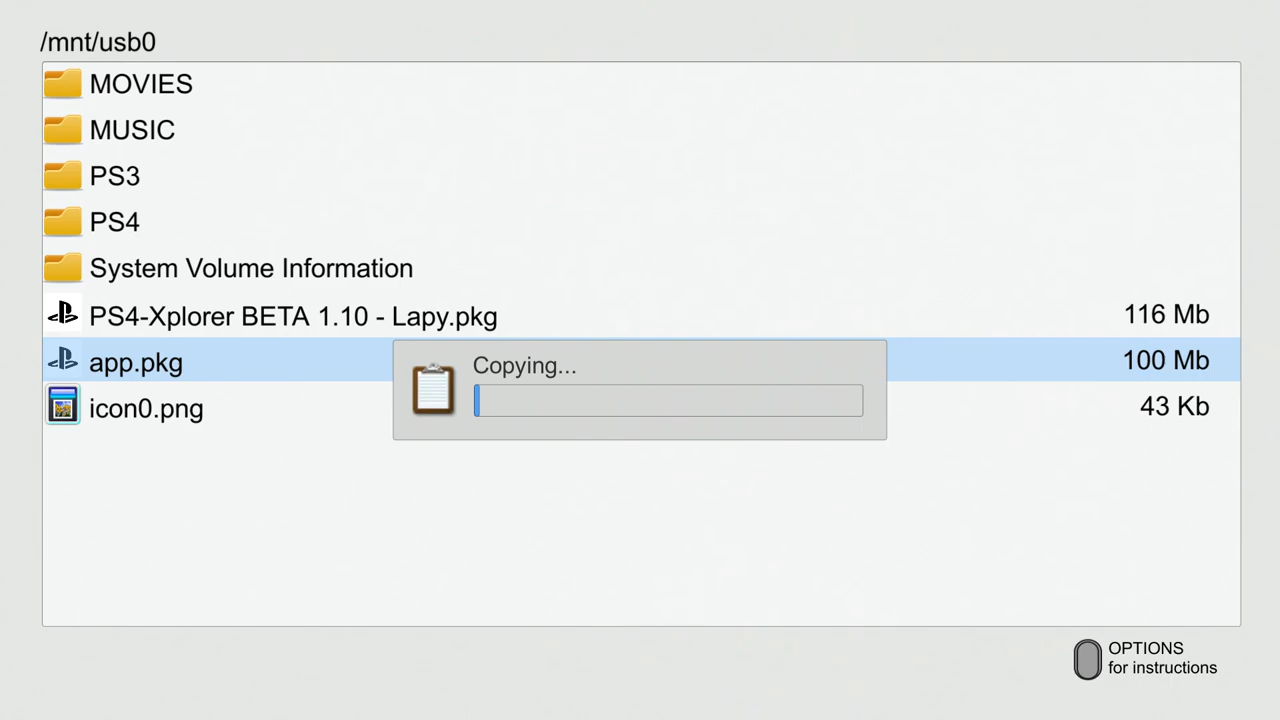 /mnt/usb0
MOVIES
MUSIC
PS3
PS4
System Volume Information
PS4-Xplorer BETA 1.10 - Lapy.pkg 116 Mb
app.pkg 100 Mb
Copying...
icon0.png 43 Kb
OPTIONS
for instructions